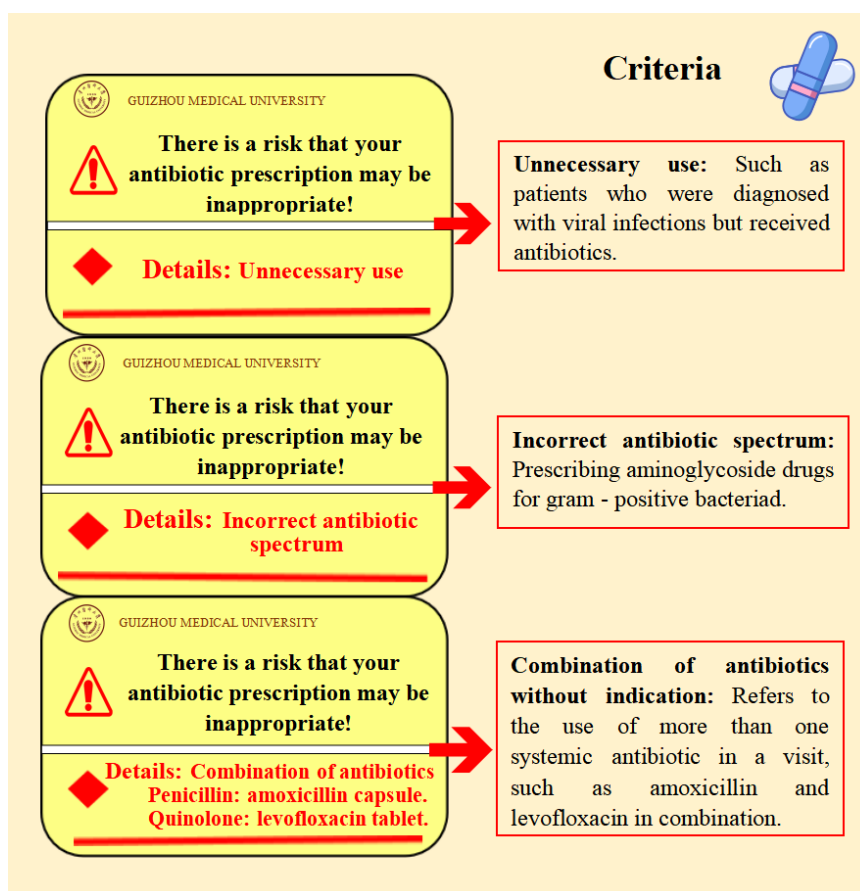 Criteria
GUIZHOU MEDICAL UNIVERSITY
There is a risk that your
antibiotic prescription may be
inappropriate!
Details: Unnecessary use
Unnecessary use: Such as
patients who were diagnosed
with viral infections but received
antibiotics.
GUIZHOU MEDICAL UNIVERSITY
There is a risk that your
antibiotic prescription may be
inappropriate!
Details: Incorrect antibiotic
spectrum
Incorrect antibiotic spectrum:
Prescribing aminoglycoside drugs
for gram - positive bacteriad.
GUIZHOU MEDICAL UNIVERSITY
There is a risk that your
antibiotic prescription may be
inappropriate!
Details: Combination of antibiotics
Penicillin: amoxicillin capsule.
Quinolone: levofloxacin tablet.
Combination of antibiotics
without indication: Refers to
the use of more than one
systemic antibiotic in a visit,
such as amoxicillin and
levofloxacin in combination.